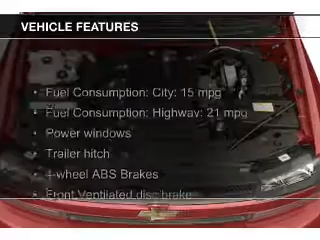 VEHICLE FEATURES
• Fuel Consumption: City: 15 mpg
• Fuel Consumption: Highway: 21 mpg
• Power windows
• Trailer hitch
• 4-wheel ABS Brakes
• Front Ventilated disc brake